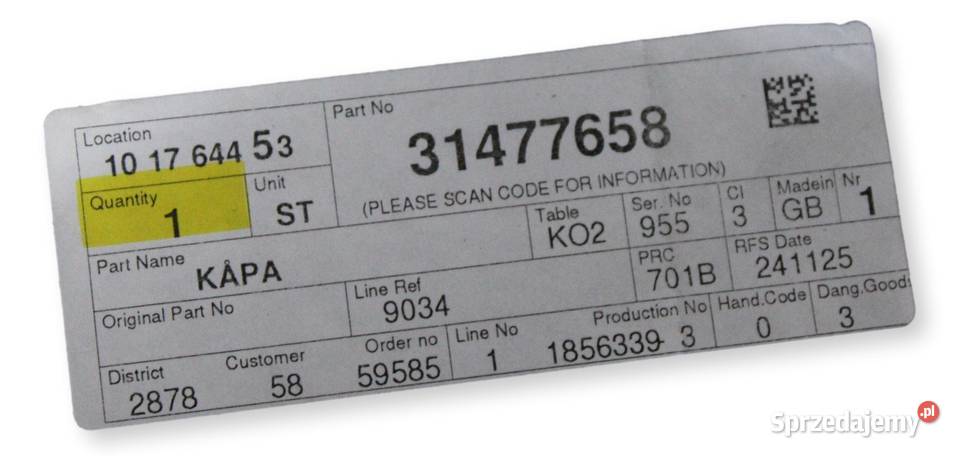 Location
10 17 644 53
Part No
31477658
(PLEASE SCAN CODE FOR INFORMATION)
Quantity
1
Unit
ST
Part Name
KÅPA
Table
KO2
Ser. No
955
Cl
3
Madein
GB
Nr
1
PRC
701B
RFS Date
241125
Original Part No
Line Ref
9034
District
2878
Customer
58
Order no
59585
Line No
1
Production No
1856339- 3
Hand.Code
0
Dang.Goods
3
Sprzedajemy.pl